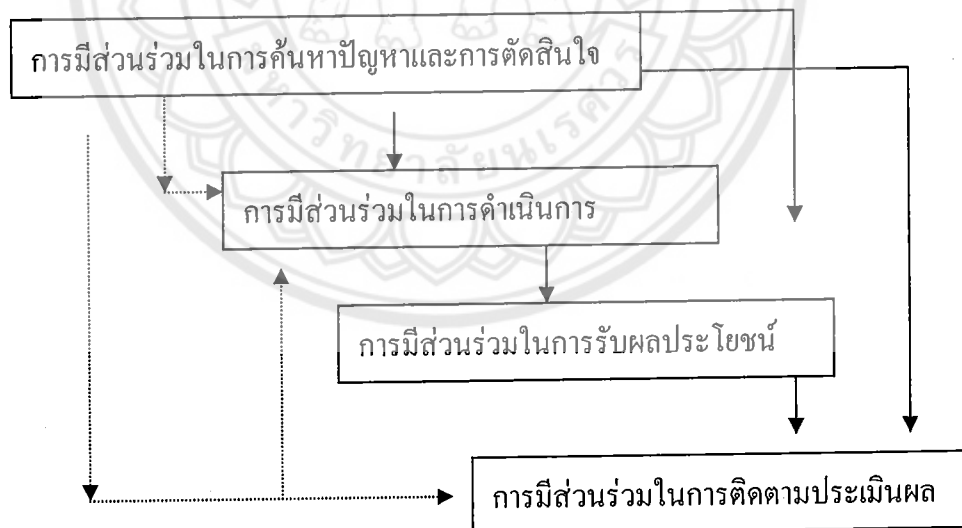 การมีส่วนร่วมในการค้นหาปัญหาและการตัดสินใจ
การมีส่วนร่วมในการดำเนินการ
การมีส่วนร่วมในการรับผลประโยชน์
การมีส่วนร่วมในการติดตามประเมินผล